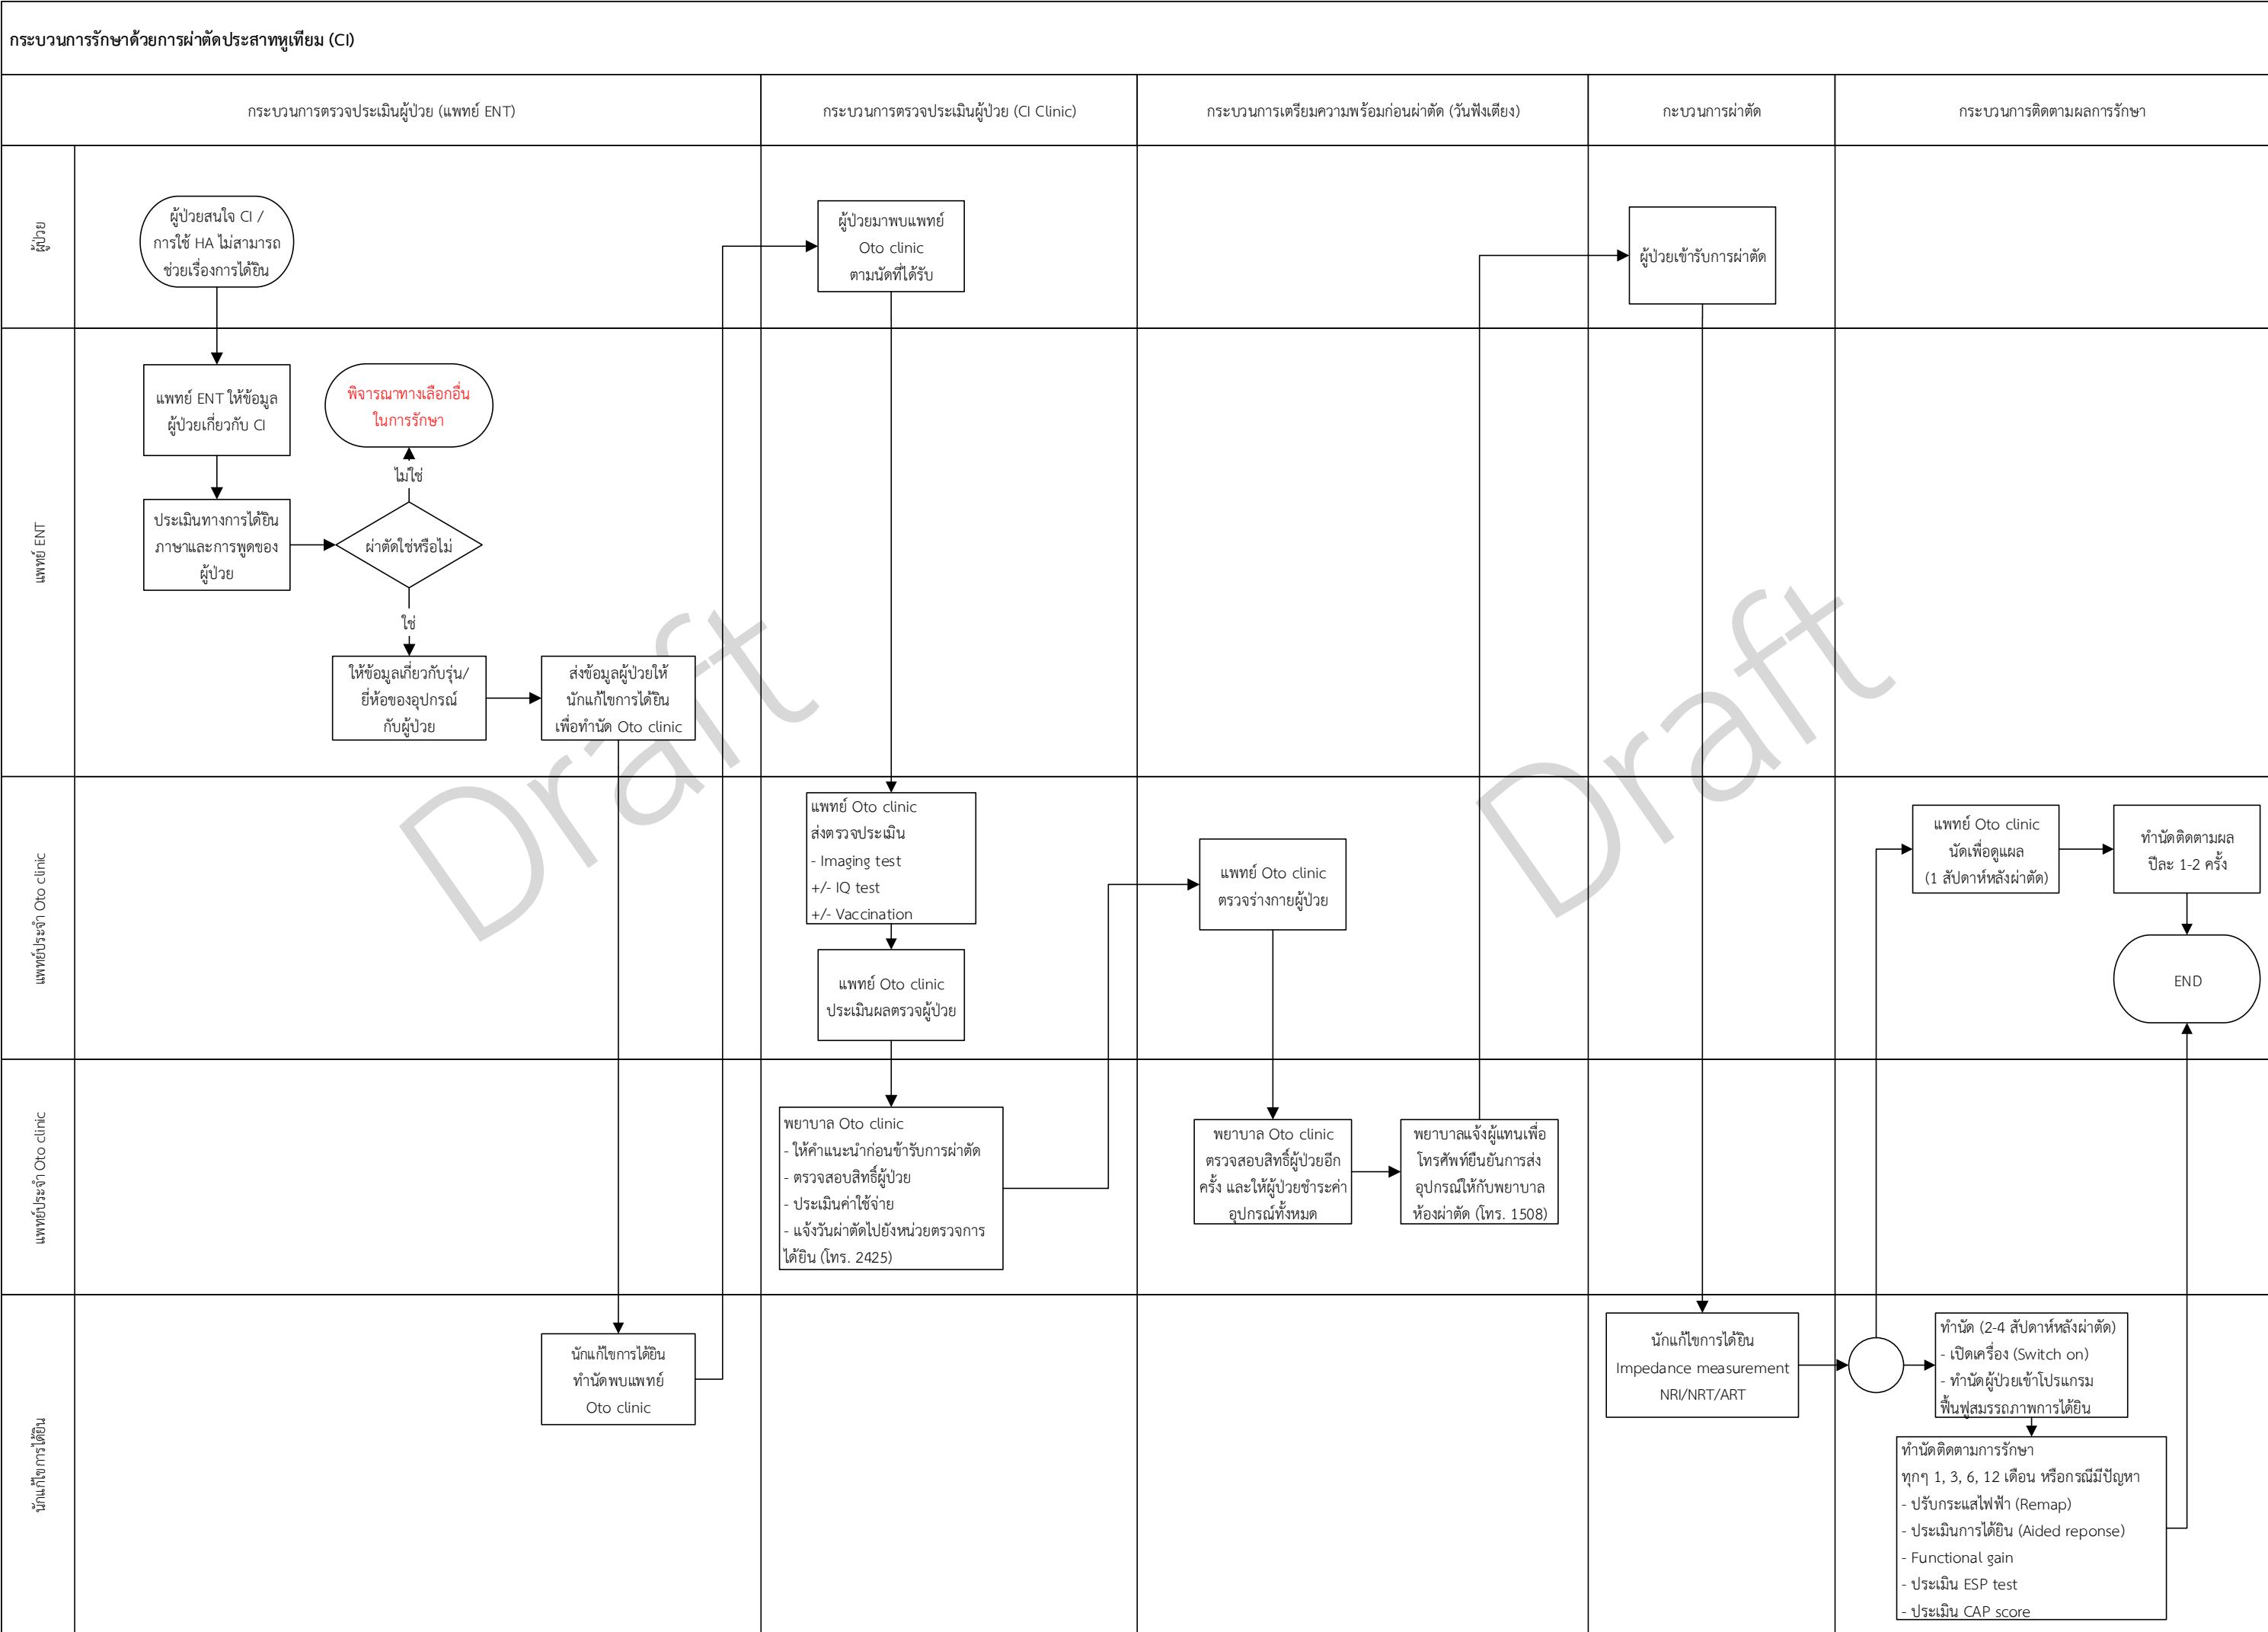 กระบวนการรักษาด้วยการผ่าตัดประสาทหูเทียม (CI)
กระบวนการตรวจประเมินผู้ป่วย (แพทย์ ENT)
กระบวนการตรวจประเมินผู้ป่วย (CI Clinic)
กระบวนการเตรียมความพร้อมก่อนผ่าตัด (วันฟังเตียง)
กะบวนการผ่าตัด
กระบวนการติดตามผลการรักษา
ผู้ป่วย
ผู้ป่วยสนใจ CI /
การใช้ HA ไม่สามารถ
ช่วยเรื่องการได้ยิน
ผู้ป่วยมาพบแพทย์
Oto clinic
ตามนัดที่ได้รับ
ผู้ป่วยเข้ารับการผ่าตัด
แพทย์ ENT
แพทย์ ENT ให้ข้อมูล
ผู้ป่วยเกี่ยวกับ CI
พิจารณาทางเลือกอื่น
ในการรักษา
ไม่ใช่
ประเมินทางการได้ยิน
ภาษาและการพูดของ
ผู้ป่วย
ผ่าตัดใช่หรือไม่
ใช่
ให้ข้อมูลเกี่ยวกับรุ่น/
ยี่ห้อของอุปกรณ์
กับผู้ป่วย
ส่งข้อมูลผู้ป่วยให้
นักแก้ไขการได้ยิน
เพื่อทำนัด Oto clinic
Draft
Draft
แพทย์ประจำ Oto clinic
แพทย์ Oto clinic
ส่งตรวจประเมิน
- Imaging test
+/- IQ test
+/- Vaccination
แพทย์ Oto clinic
ประเมินผลตรวจผู้ป่วย
แพทย์ Oto clinic
ตรวจร่างกายผู้ป่วย
แพทย์ Oto clinic
นัดเพื่อดูแผล
(1 สัปดาห์หลังผ่าตัด)
ทำนัดติดตามผล
ปีละ 1-2 ครั้ง
END
แพทย์ประจำ Oto clinic
พยาบาล Oto clinic
- ให้คำแนะนำก่อนข้ารับการผ่าตัด
- ตรวจสอบสิทธิ์ผู้ป่วย
- ประเมินค่าใช้จ่าย
- แจ้งวันผ่าตัดไปยังหน่วยตรวจการ
ได้ยิน (โทร. 2425)
พยาบาล Oto clinic
ตรวจสอบสิทธิ์ผู้ป่วยอีก
ครั้ง และให้ผู้ป่วยชำระค่า
อุปกรณ์ทั้งหมด
พยาบาลแจ้งผู้แทนเพื่อ
โทรศัพท์ยืนยันการส่ง
อุปกรณ์ให้กับพยาบาล
ห้องผ่าตัด (โทร. 1508)
นักแก้ไขการได้ยิน
นักแก้ไขการได้ยิน
ทำนัดพบแพทย์
Oto clinic
นักแก้ไขการได้ยิน
Impedance measurement
NRI/NRT/ART
ทำนัด (2-4 สัปดาห์หลังผ่าตัด)
- เปิดเครื่อง (Switch on)
- ทำนัดผู้ป่วยเข้าโปรแกรม
ฟื้นฟูสมรรถภาพการได้ยิน
ทำนัดติดตามการรักษา
ทุกๆ 1, 3, 6, 12 เดือน หรือกรณีมีปัญหา
- ปรับกระแสไฟฟ้า (Remap)
- ประเมินการได้ยิน (Aided reponse)
- Functional gain
- ประเมิน ESP test
- ประเมิน CAP score